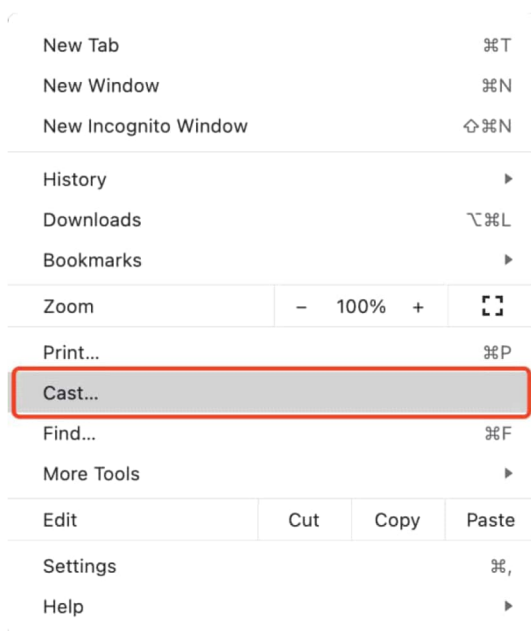 New Tab ⌘T
New Window ⌘N
New Incognito Window ⇧⌘N
History
Downloads ⌥⌘L
Bookmarks
Zoom − 100% +
Print... ⌘P
Cast...
Find... ⌘F
More Tools
Edit Cut Copy Paste
Settings ⌘,
Help